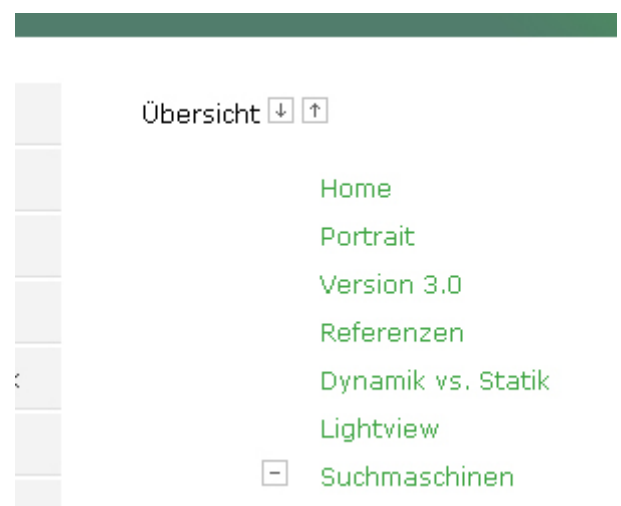 Übersicht
Home
Portrait
Version 3.0
Referenzen
Dynamik vs. Statik
Lightview
Suchmaschinen